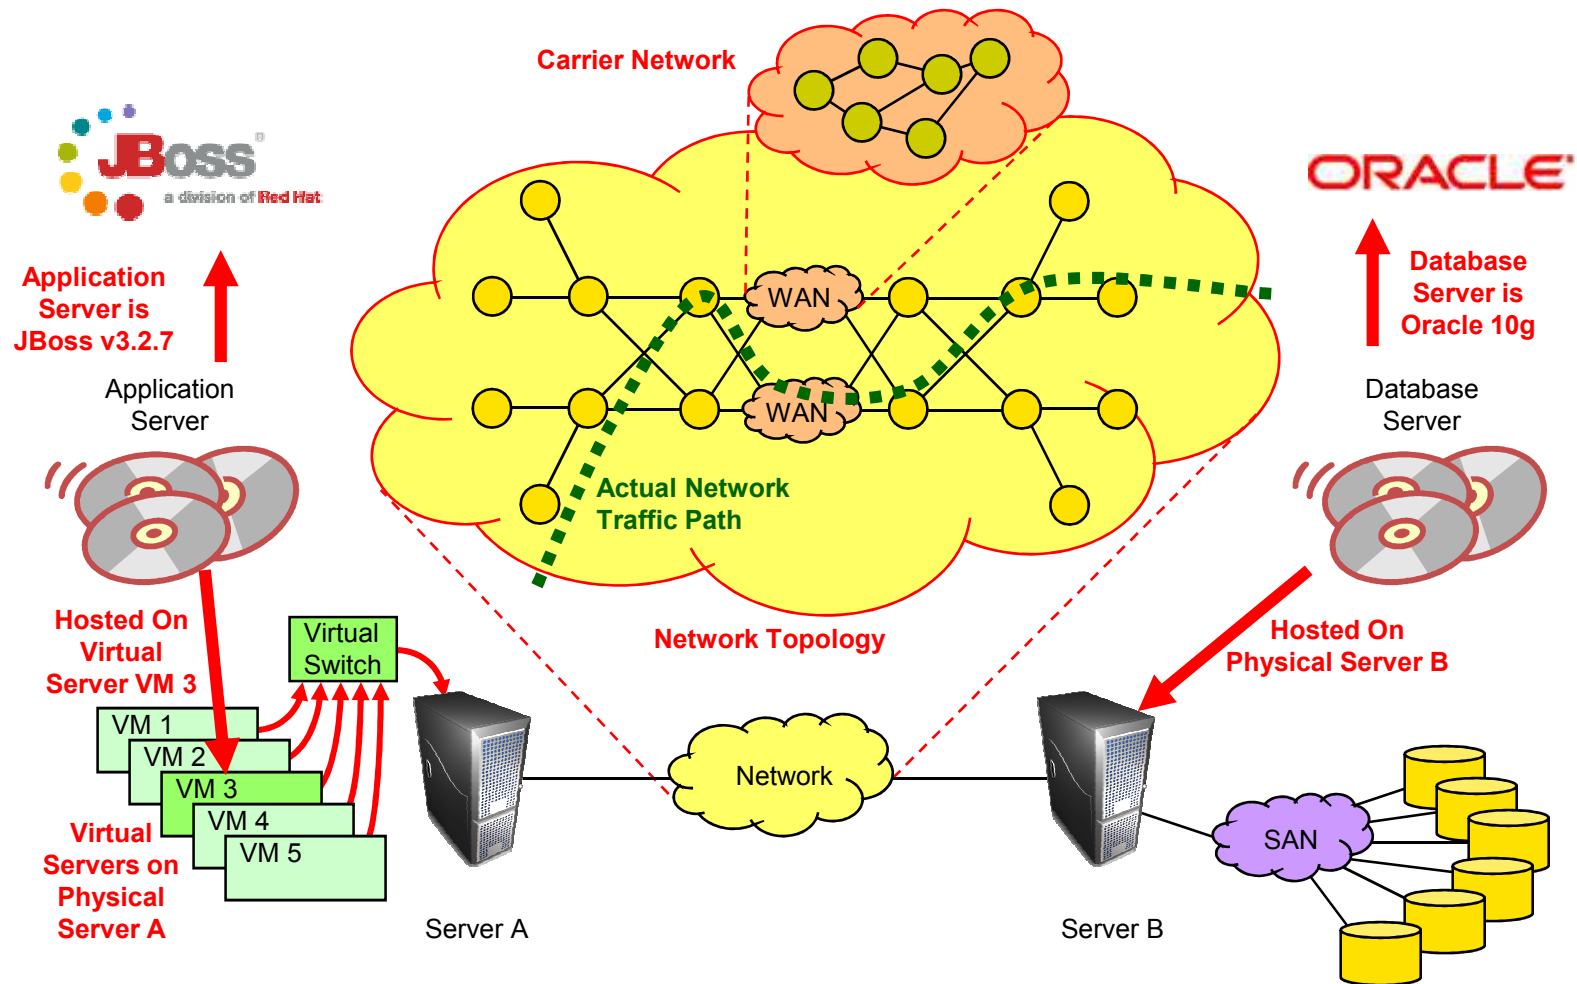 Carrier Network
JBoss®
a division of Red Hat
ORACLE®
Application
Server is
JBoss v3.2.7
Database
Server is
Oracle 10g
WAN
WAN
Application
Server
Database
Server
Actual Network
Traffic Path
Network Topology
Hosted On
Virtual
Server VM 3
Virtual
Switch
Hosted On
Physical Server B
VM 1
VM 2
VM 3
VM 4
VM 5
Network
SAN
Virtual
Servers on
Physical
Server A
Server A
Server B